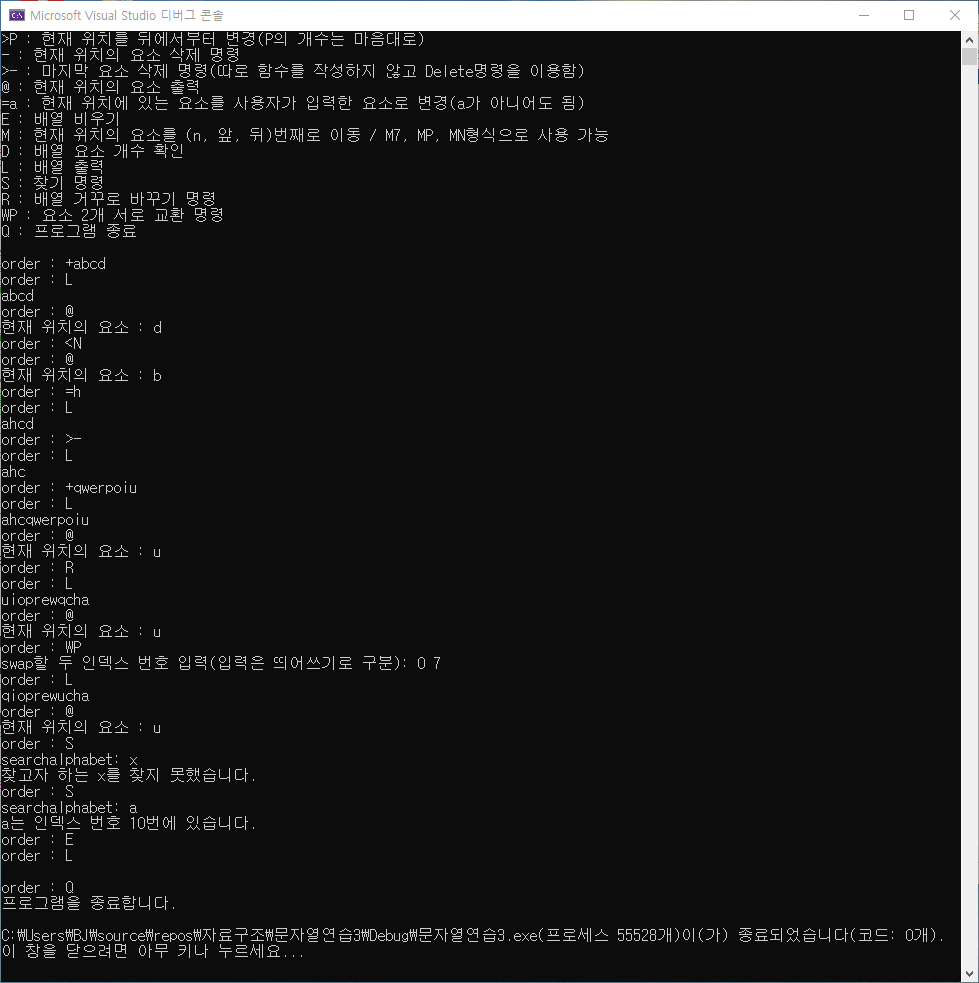 Microsoft Visual Studio 디버그 콘솔
>P : 현재 위치를 뒤에서부터 변경(P의 개수는 마음대로)
- : 현재 위치의 요소 삭제 명령
>- : 마지막 요소 삭제 명령(따로 함수를 작성하지 않고 Delete명령을 이용함)
@ : 현재 위치의 요소 출력
=a : 현재 위치에 있는 요소를 사용자가 입력한 요소로 변경(a가 아니어도 됨)
E : 배열 비우기
M : 현재 위치의 요소를 (n, 앞, 뒤)번째로 이동 / M7, MP, MN형식으로 사용 가능
D : 배열 요소 개수 확인
L : 배열 출력
S : 찾기 명령
R : 배열 거꾸로 바꾸기 명령
WP : 요소 2개 서로 교환 명령
Q : 프로그램 종료
order : +abcd
order : L
abcd
order : @
현재 위치의 요소 : d
order : <N
order : @
현재 위치의 요소 : b
order : =h
order : L
ahcd
order : >-
order : L
ahc
order : +qwerpoiu
order : L
ahcqwerpoiu
order : @
현재 위치의 요소 : u
order : R
order : L
uioprewqcha
order : @
현재 위치의 요소 : u
order : WP
swap할 두 인덱스 번호 입력(입력은 띄어쓰기로 구분): 0 7
order : L
qioprewucha
order : @
현재 위치의 요소 : u
order : S
searchalphabet: x
찾고자 하는 x를 찾지 못했습니다.
order : S
searchalphabet: a
a는 인덱스 번호 10번에 있습니다.
order : E
order : L
order : Q
프로그램을 종료합니다.
C:₩Users₩BJ₩source₩repos₩자료구조₩문자열연습3₩Debug₩문자열연습3.exe(프로세스 55528개)이(가) 종료되었습니다(코드: 0개).
이 창을 닫으려면 아무 키나 누르세요...